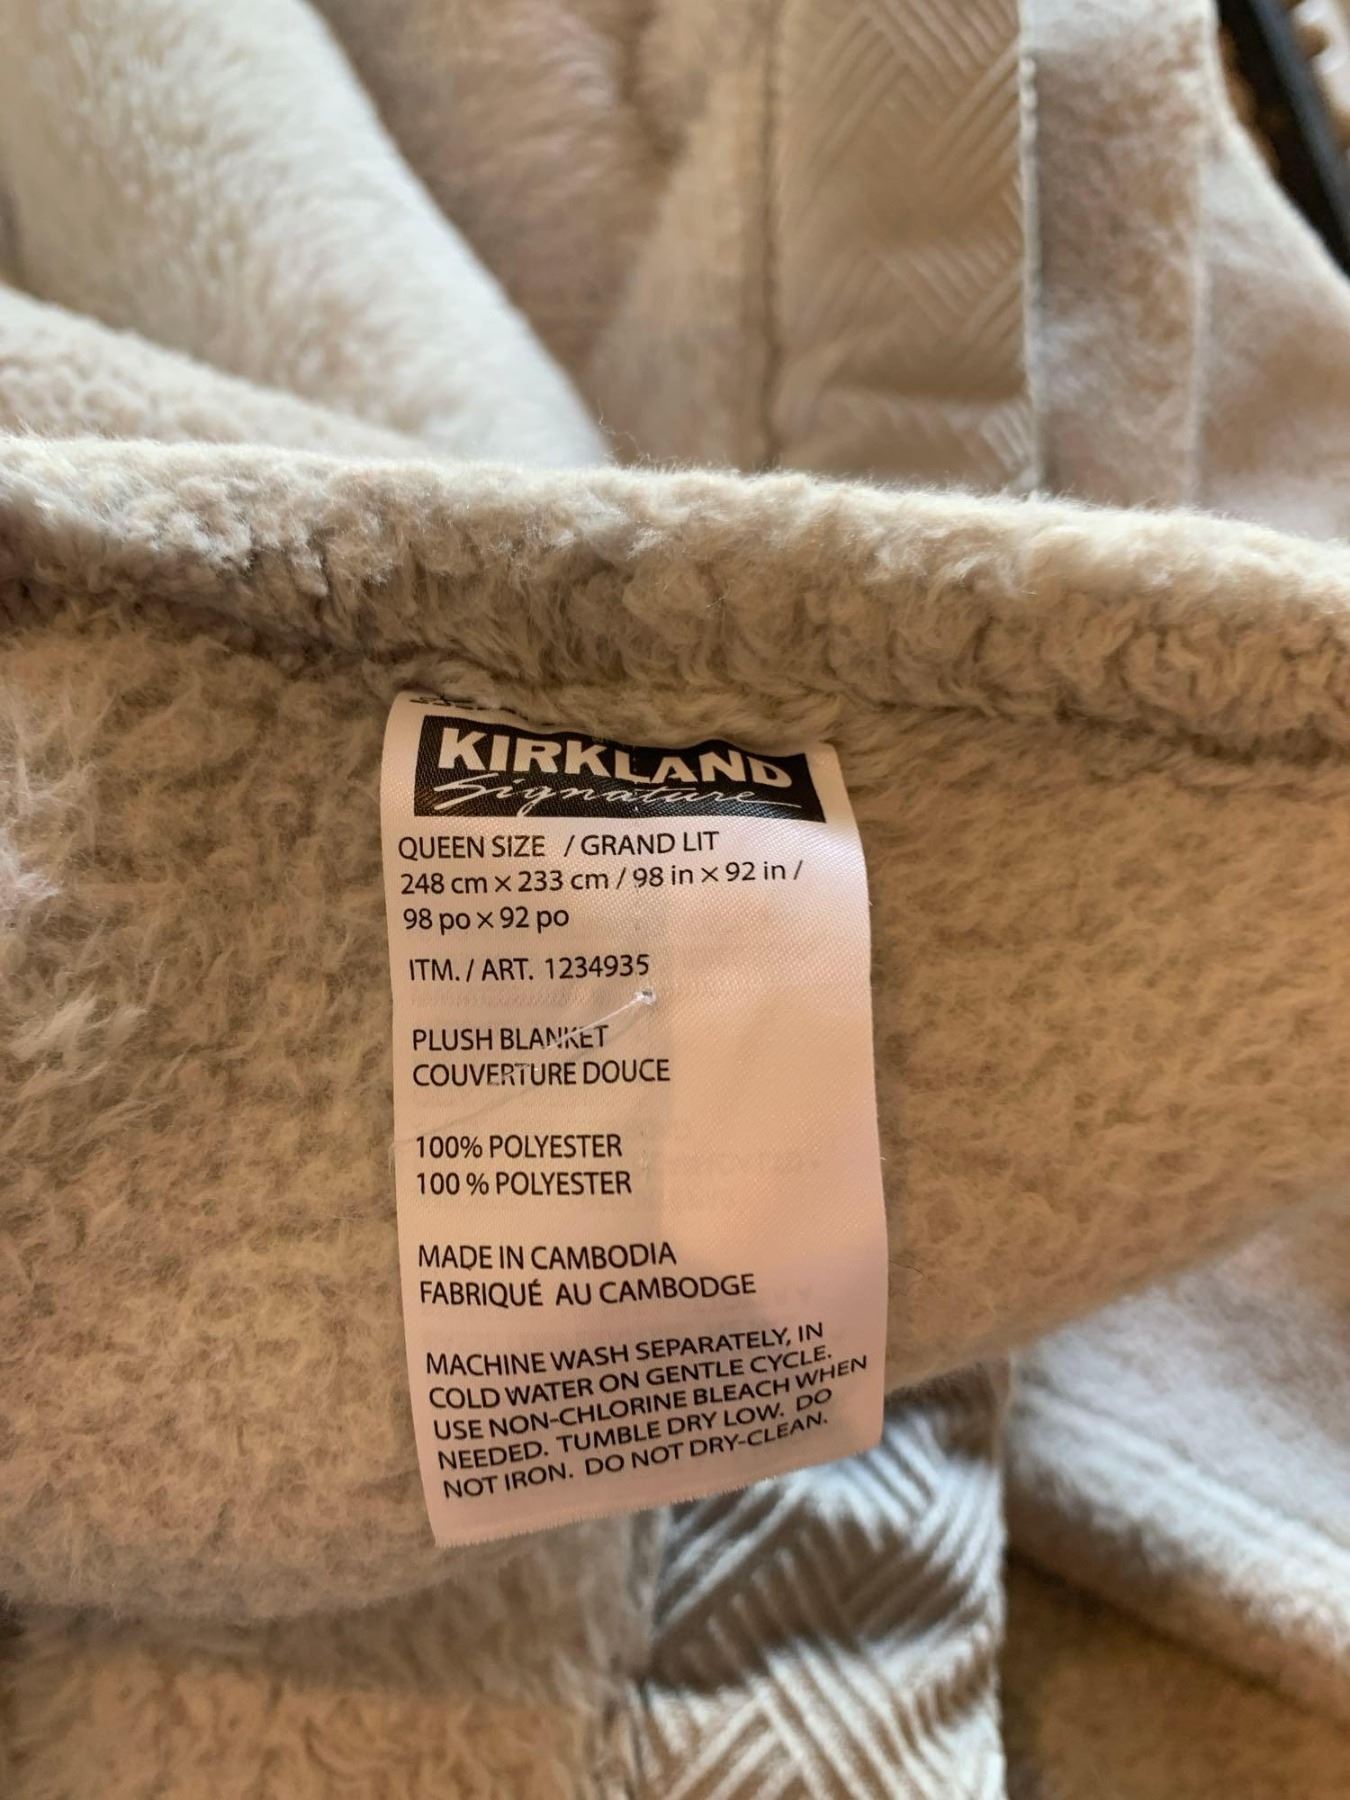 KIRKLAND
Signature
QUEEN SIZE / GRAND LIT
248 cm × 233 cm / 98 in × 92 in /
98 po × 92 po
ITM. / ART. 1234935
PLUSH BLANKET
COUVERTURE DOUCE
100% POLYESTER
100 % POLYESTER
MADE IN CAMBODIA
FABRIQUÉ AU CAMBODGE
MACHINE WASH SEPARATELY, IN
COLD WATER ON GENTLE CYCLE.
USE NON-CHLORINE BLEACH WHEN
NEEDED. TUMBLE DRY LOW. DO
NOT IRON. DO NOT DRY-CLEAN.